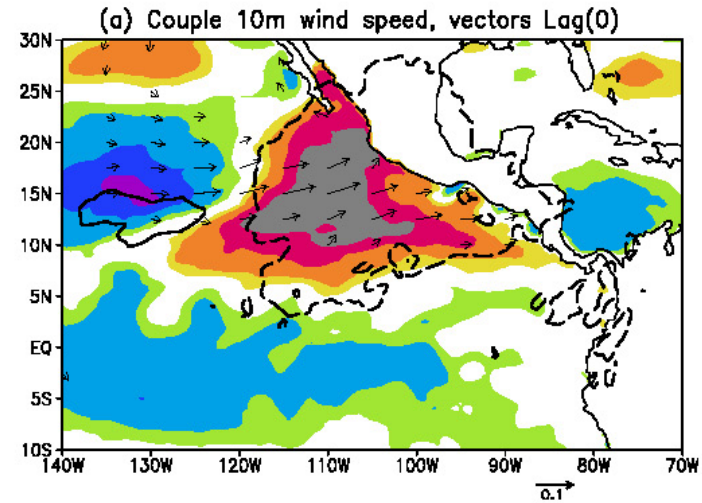 (a) Couple 10m wind speed, vectors Lag(0)
30N
25N
20N
15N
10N
5N
EQ
5S
10S
140W 130W 120W 110W 100W 90W 80W 70W
0.1